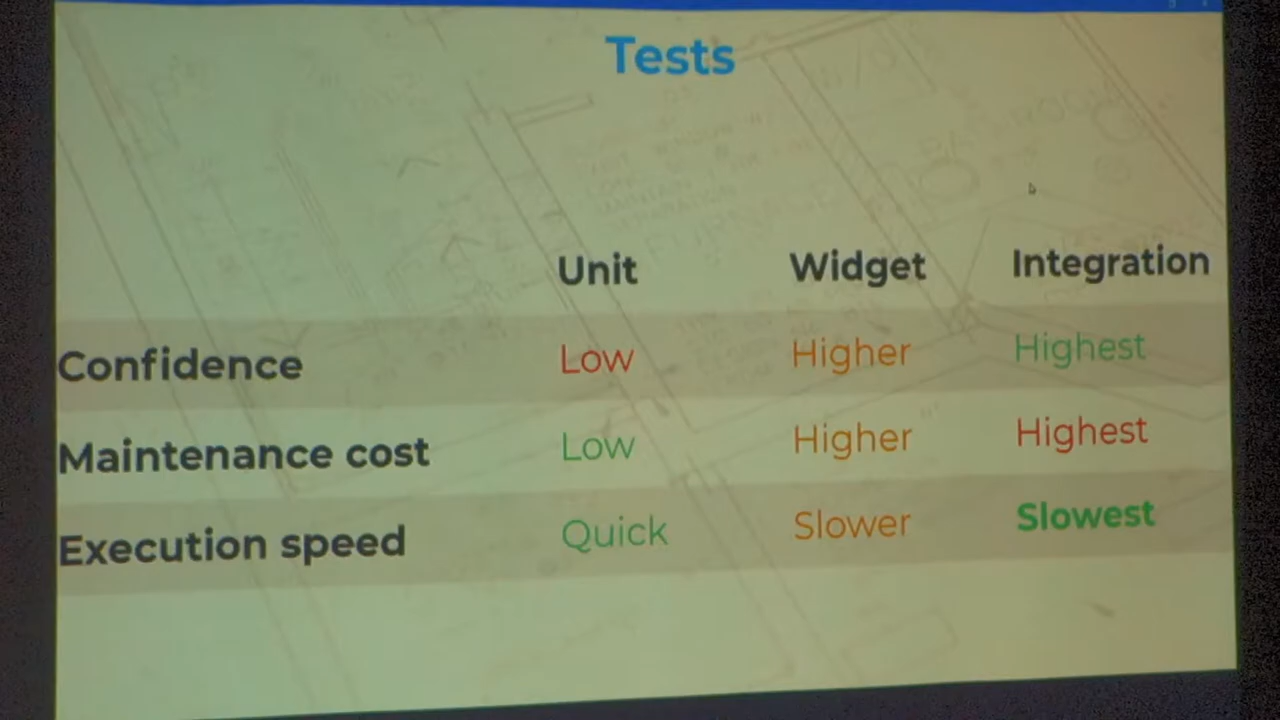 Tests
Unit Widget Integration
Confidence Low Higher Highest
Maintenance cost Low Higher Highest
Execution speed Quick Slower Slowest